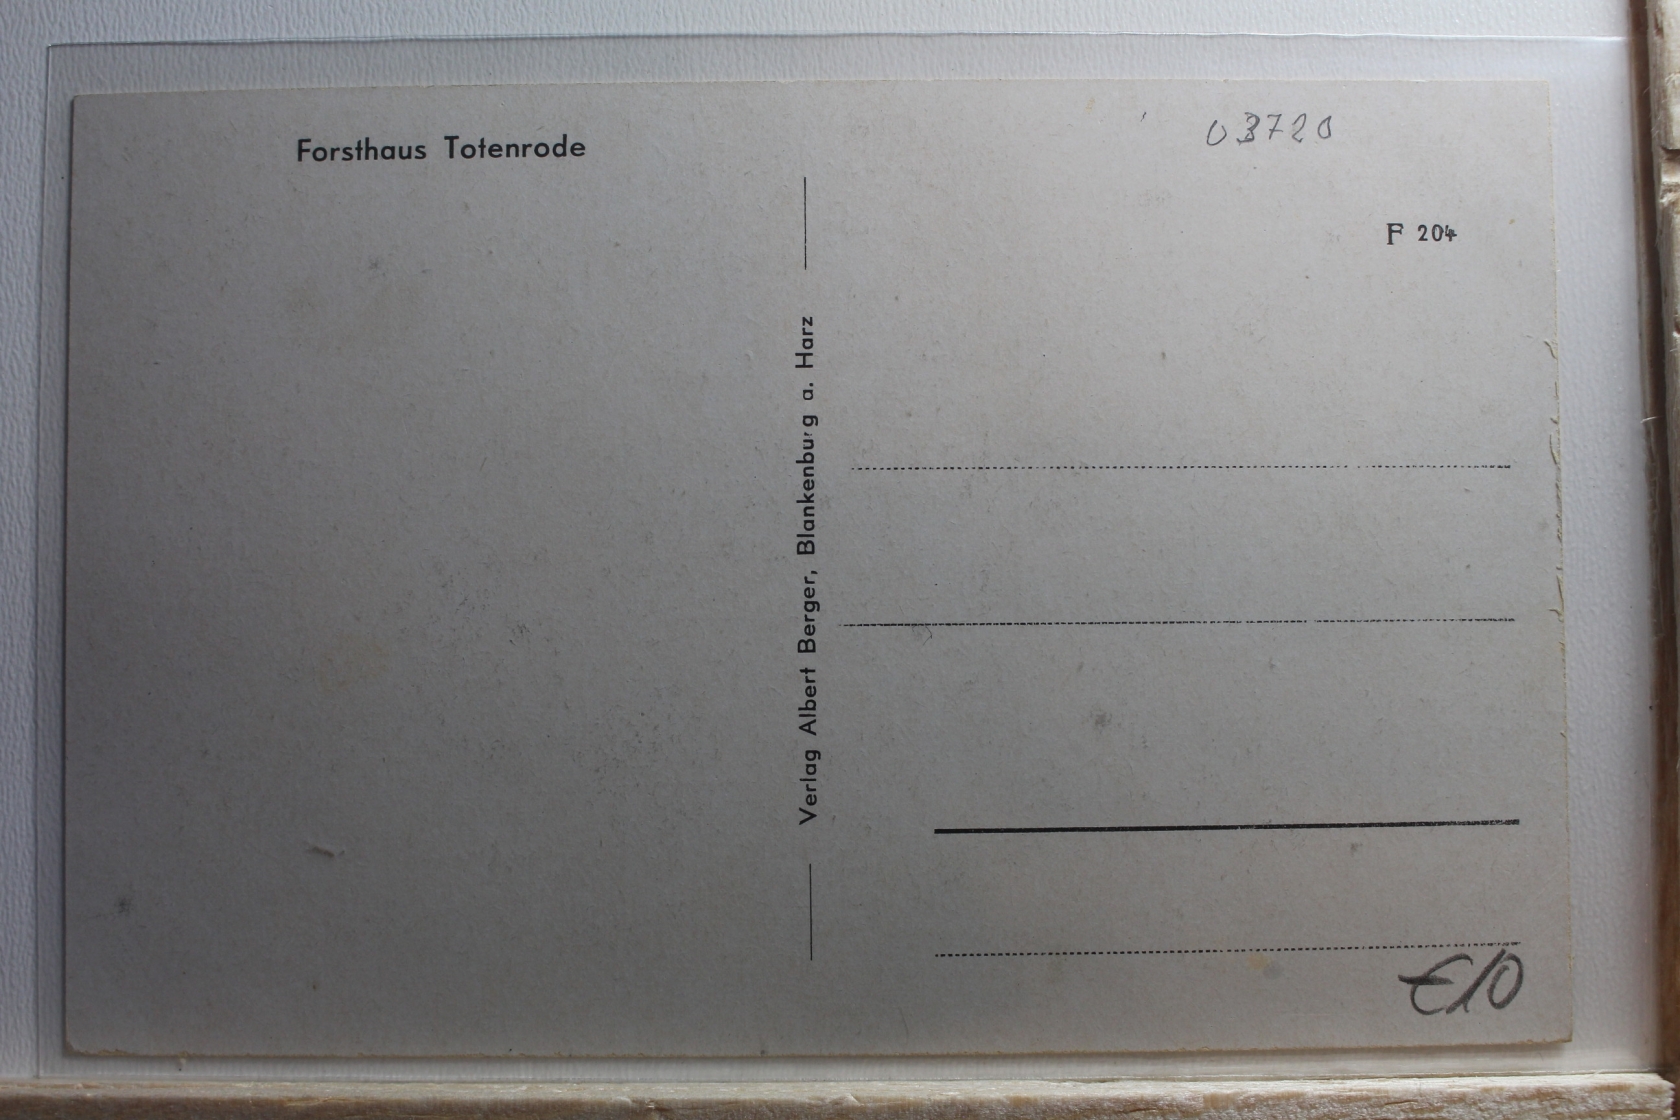 Forsthaus Totenrode
Verlag Albert Berger, Blankenburg a. Harz
03720
F 204
€10